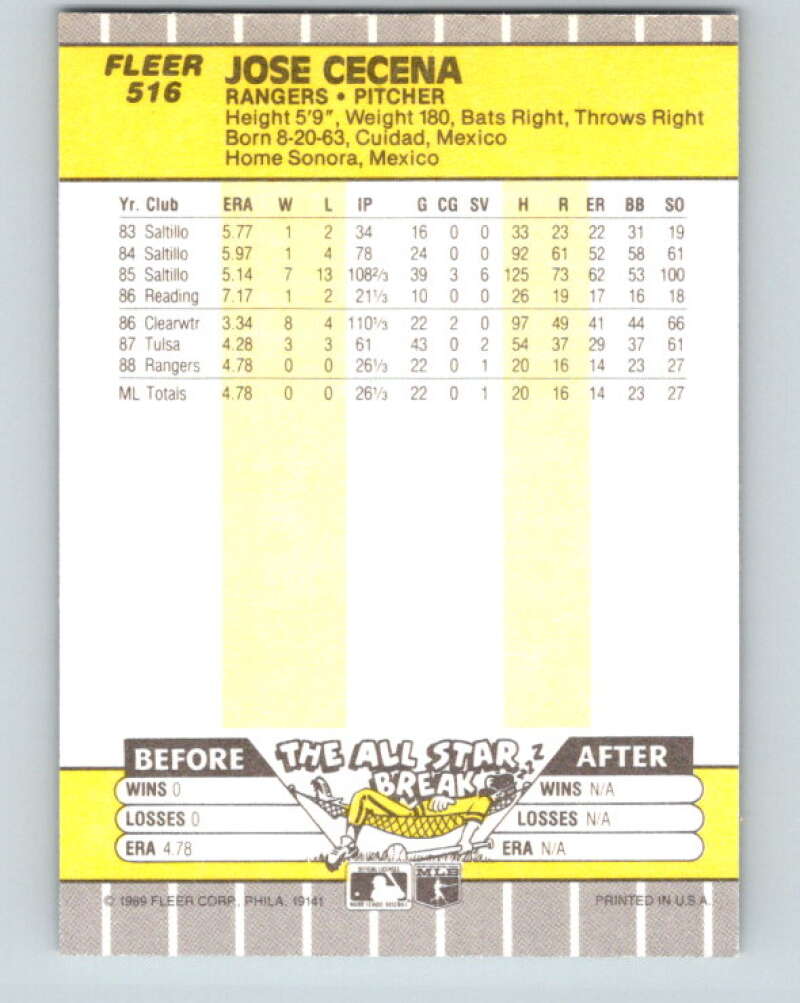 FLEER
516
JOSE CECENA
RANGERS • PITCHER
Height 5'9", Weight 180, Bats Right, Throws Right
Born 8-20-63, Cuidad, Mexico
Home Sonora, Mexico
Yr. Club ERA W L IP G CG SV H R ER BB SO
83 Saltillo 5.77 1 2 34 16 0 0 33 23 22 31 19
84 Saltillo 5.97 1 4 78 24 0 0 92 61 52 58 61
85 Saltillo 5.14 7 13 108⅔ 39 3 6 125 73 62 53 100
86 Reading 7.17 1 2 21⅓ 10 0 0 26 19 17 16 18
86 Clearwtr 3.34 8 4 110⅓ 22 2 0 97 49 41 44 66
87 Tulsa 4.28 3 3 61 43 0 2 54 37 29 37 61
88 Rangers 4.78 0 0 26⅓ 22 0 1 20 16 14 23 27
ML Totals 4.78 0 0 26⅓ 22 0 1 20 16 14 23 27
BEFORE THE ALL STAR BREAK AFTER
ZZZ
WINS 0 WINS N/A
LOSSES 0 LOSSES N/A
ERA 4.78 ERA N/A
OFFICIAL LICENSEE
MAJOR LEAGUE BASEBALL
MLB
© 1989 FLEER CORP., PHILA. 19141 PRINTED IN U.S.A.